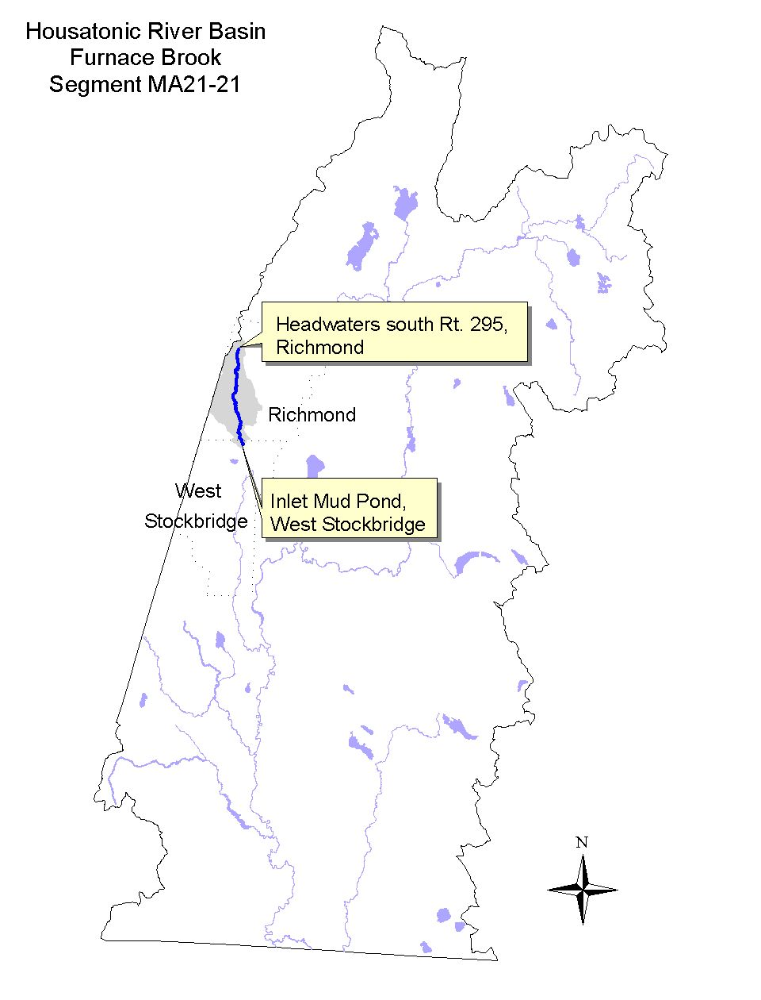 Housatonic River Basin
Furnace Brook
Segment MA21-21
Headwaters south Rt. 295,
Richmond
Richmond
West
Stockbridge
Inlet Mud Pond,
West Stockbridge
N